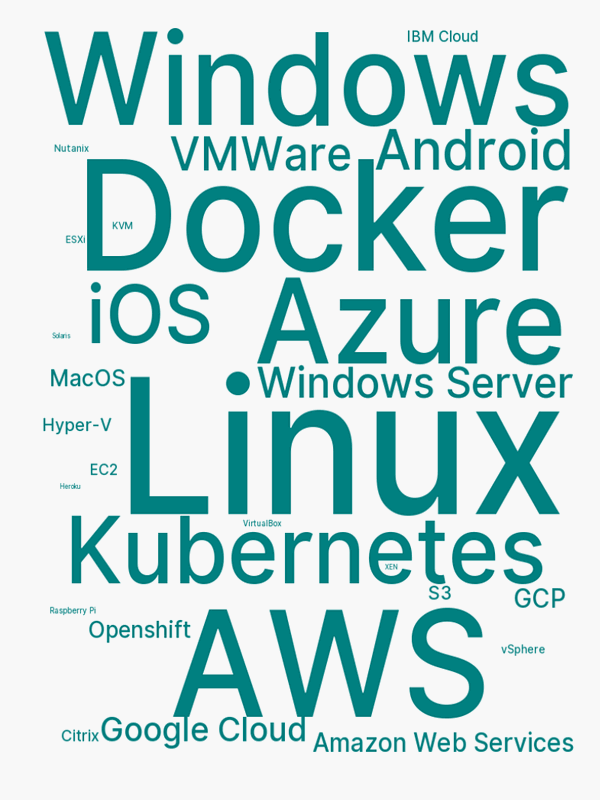 IBM Cloud
Windows
Nutanix
VMWare
Android
Docker
KVM
ESXi
iOS
Azure
Solaris
MacOS
Windows Server
Linux
Hyper-V
EC2
Heroku
VirtualBox
Kubernetes
XEN
S3
GCP
Raspberry Pi
Openshift
AWS
vSphere
Citrix
Google Cloud
Amazon Web Services